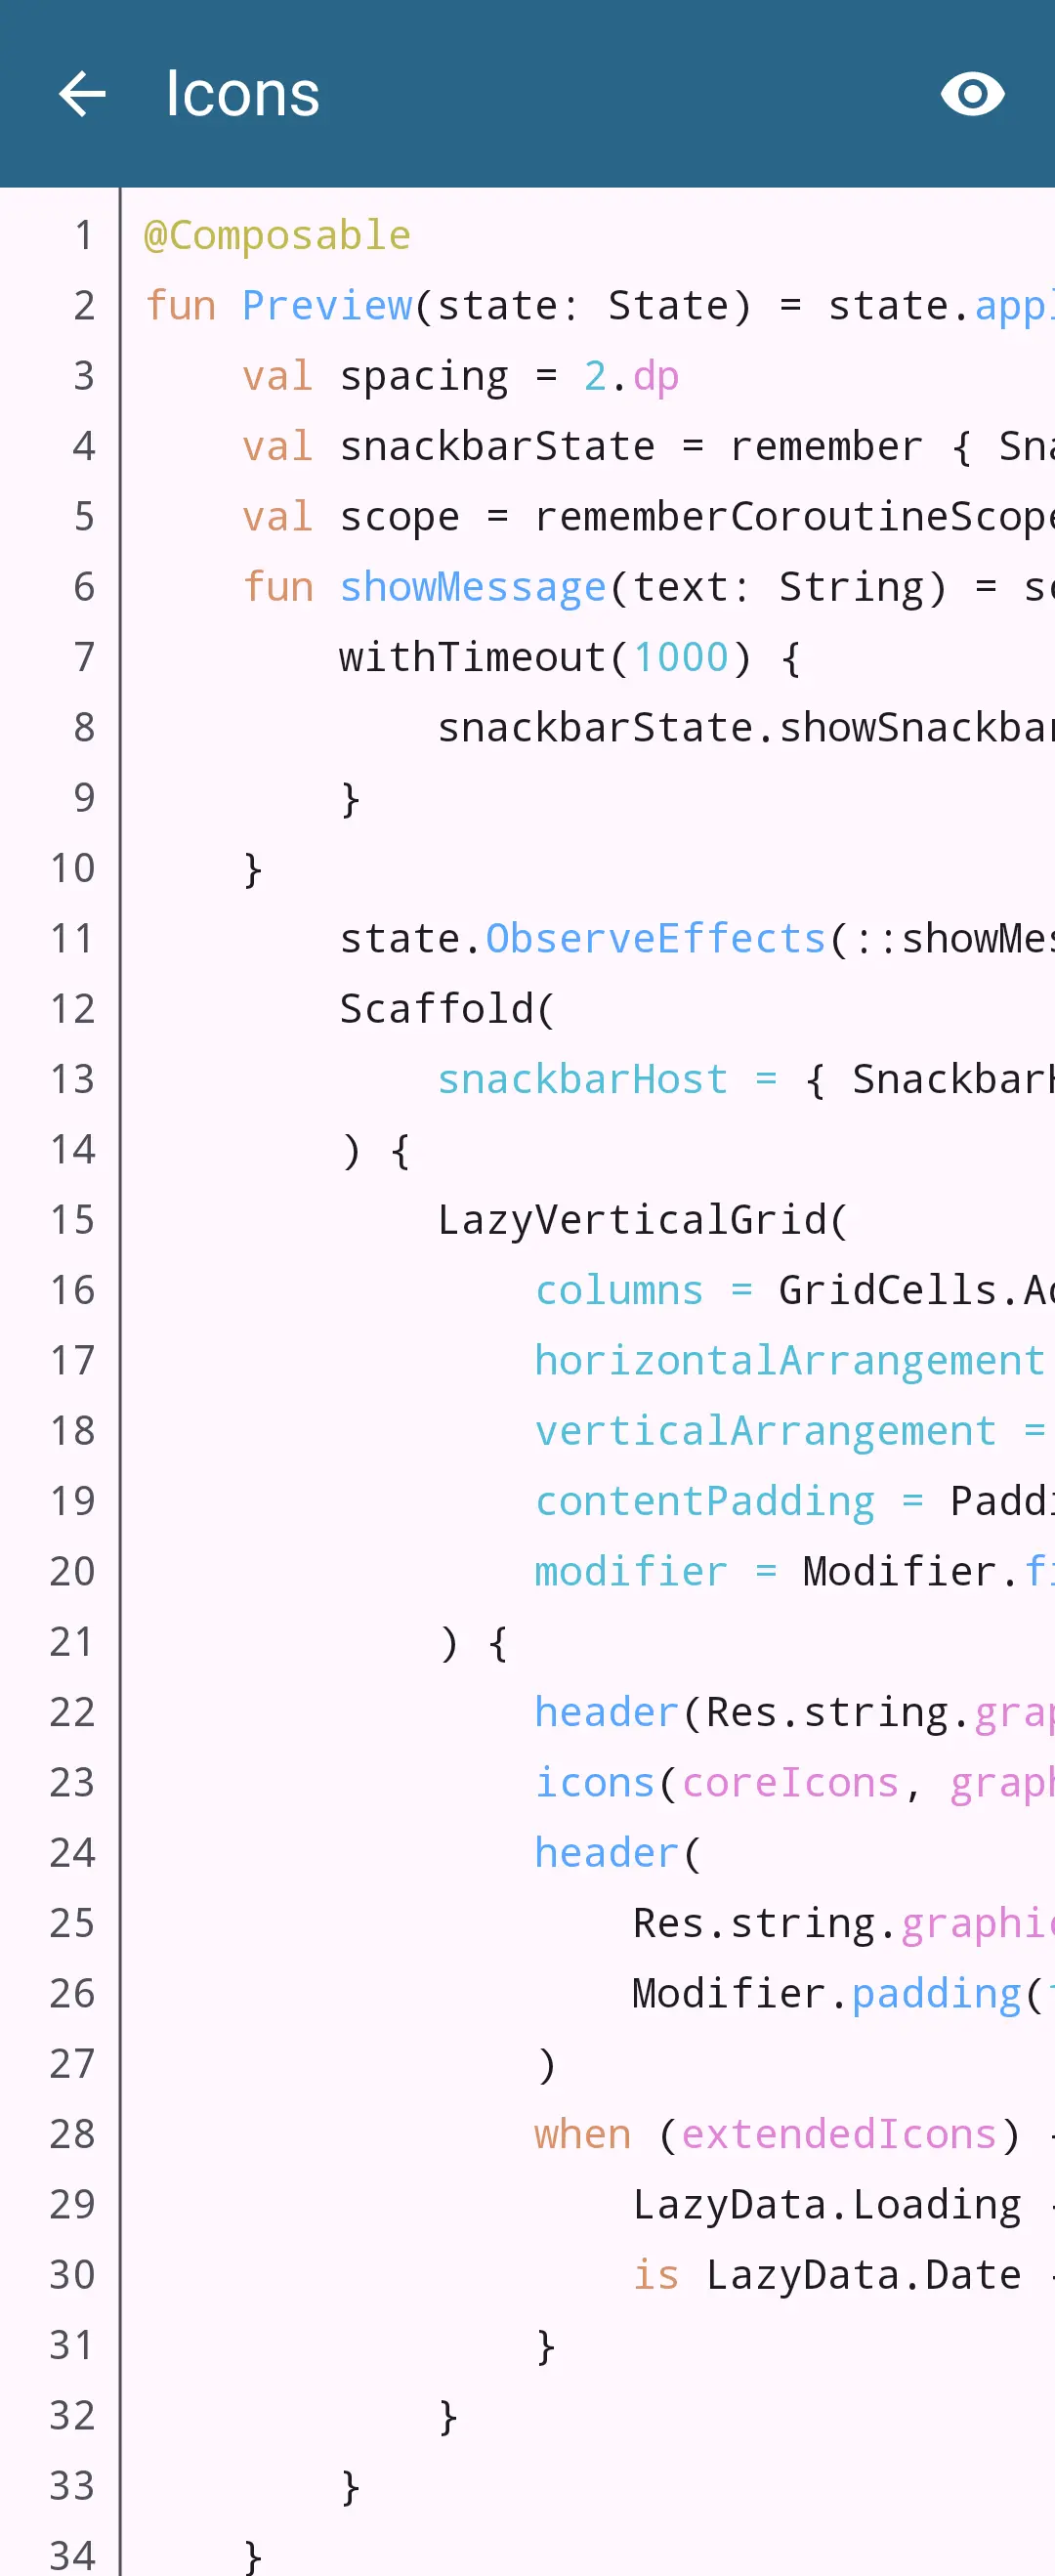 Icons
1 @Composable
2 fun Preview(state: State) = state.appl
3 val spacing = 2.dp
4 val snackbarState = remember { Sna
5 val scope = rememberCoroutineScope
6 fun showMessage(text: String) = sc
7 withTimeout(1000) {
8 snackbarState.showSnackbar
9 }
10 }
11 state.ObserveEffects(::showMes
12 Scaffold(
13 snackbarHost = { SnackbarH
14 ) {
15 LazyVerticalGrid(
16 columns = GridCells.Ad
17 horizontalArrangement
18 verticalArrangement =
19 contentPadding = Paddi
20 modifier = Modifier.fi
21 ) {
22 header(Res.string.grap
23 icons(coreIcons, graph
24 header(
25 Res.string.graphic
26 Modifier.padding(
27 )
28 when (extendedIcons)
29 LazyData.Loading
30 is LazyData.Date
31 }
32 }
33 }
34 }